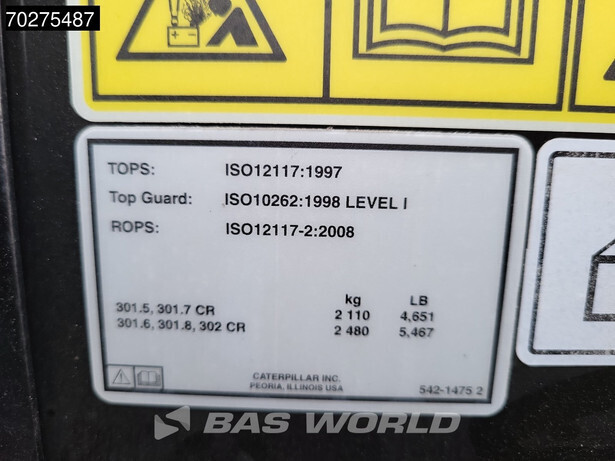 70275487
TOPS: ISO12117:1997
Top Guard: ISO10262:1998 LEVEL I
ROPS: ISO12117-2:2008
kg LB
301.5, 301.7 CR 2 110 4,651
301.6, 301.8, 302 CR 2 480 5,467
CATERPILLAR INC.
PEORIA, ILLINOIS USA 542-1475 2
BAS WORLD